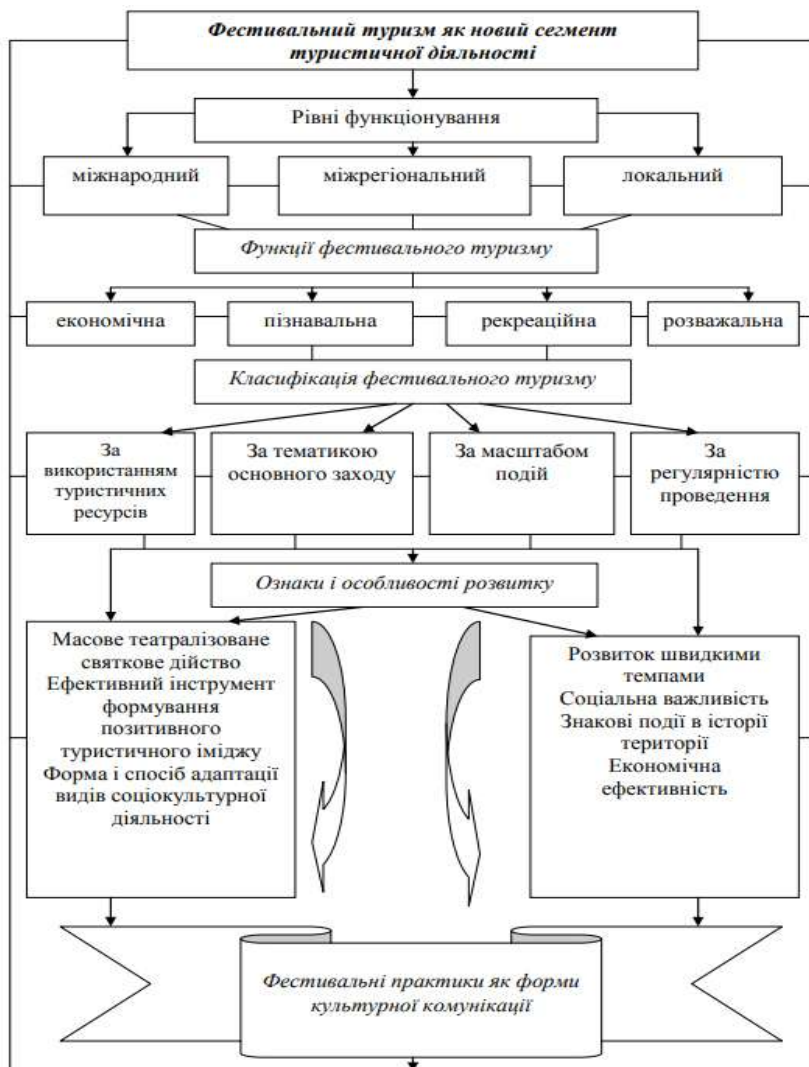 Фестивальний туризм як новий сегмент
туристичної діяльності
Рівні функціонування
міжнародний
міжрегіональний
локальний
Функції фестивального туризму
економічна
пізнавальна
рекреаційна
розважальна
Класифікація фестивального туризму
За
використанням
туристичних
ресурсів
За тематикою
основного заходу
За масштабом
подій
За
регулярністю
проведення
Ознаки і особливості розвитку
Масове театралізоване
святкове дійство
Ефективний інструмент
формування
позитивного
туристичного іміджу
Форма і спосіб адаптації
видів соціокультурної
діяльності
Розвиток швидкими
темпами
Соціальна важливість
Знакові події в історії
території
Економічна
ефективність
Фестивальні практики як форми
культурної комунікації